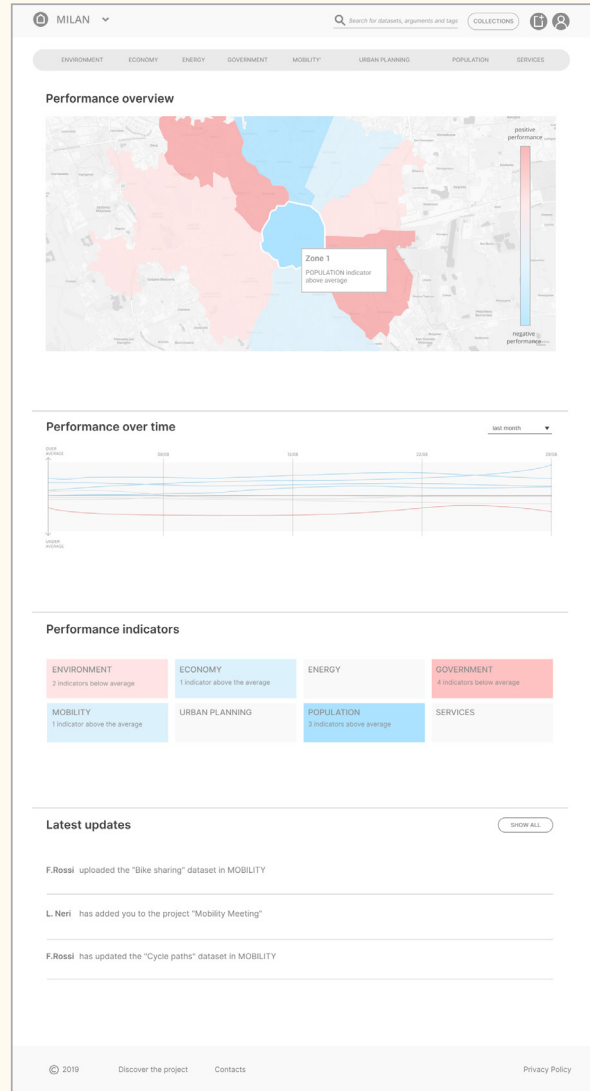 MILAN
Search for datasets, arguments and tags
COLLECTIONS
ENVIRONMENT ECONOMY ENERGY GOVERNMENT MOBILITY URBAN PLANNING POPULATION SERVICES
Performance overview
positive
performance
Zone 1
POPULATION indicator
above average
negative
performance
Performance over time
last month
OVER
AVERAGE
UNDER
AVERAGE
Performance indicators
ENVIRONMENT
2 indicators below average
ECONOMY
1 indicator above the average
ENERGY
GOVERNMENT
4 indicators below average
MOBILITY
1 indicator above the average
URBAN PLANNING
POPULATION
3 indicators above average
SERVICES
Latest updates
SHOW ALL
F.Rossi uploaded the "Bike sharing" dataset in MOBILITY
L. Neri has added you to the project "Mobility Meeting"
F.Rossi has updated the "Cycle paths" dataset in MOBILITY
© 2019 Discover the project Contacts Privacy Policy